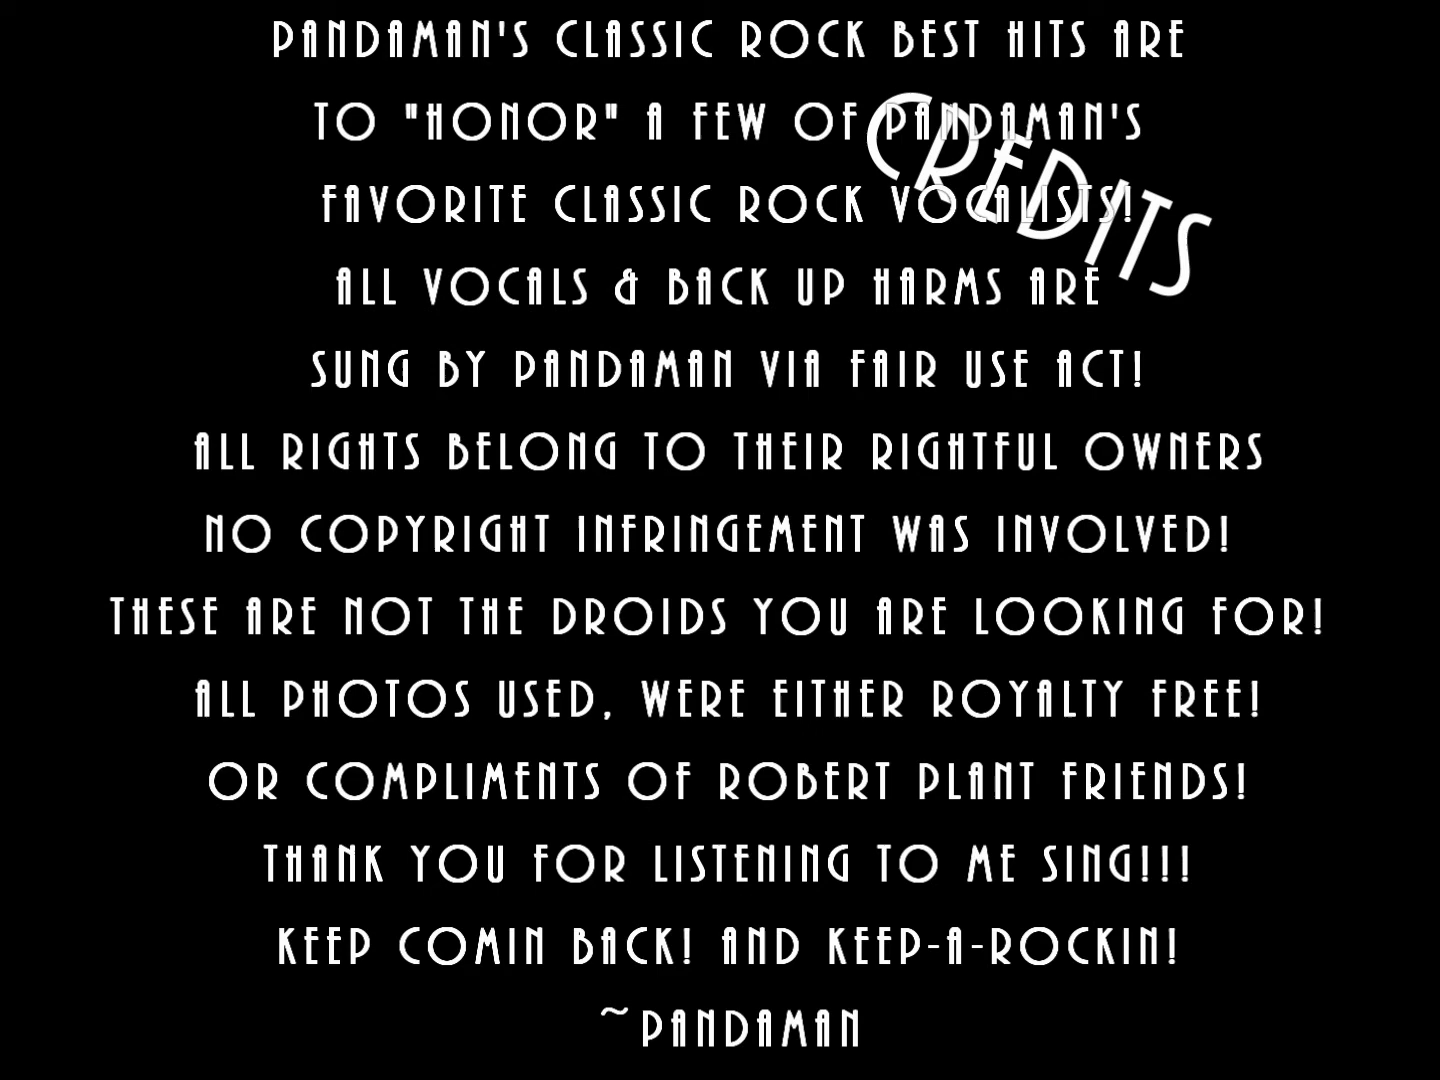 PANDAMAN'S CLASSIC ROCK BEST HITS ARE
TO "HONOR" A FEW OF PANDAMAN'S
CREDITS
FAVORITE CLASSIC ROCK VOCALISTS!
ALL VOCALS & BACK UP HARMS ARE
SUNG BY PANDAMAN VIA FAIR USE ACT!
ALL RIGHTS BELONG TO THEIR RIGHTFUL OWNERS
NO COPYRIGHT INFRINGEMENT WAS INVOLVED!
THESE ARE NOT THE DROIDS YOU ARE LOOKING FOR!
ALL PHOTOS USED, WERE EITHER ROYALTY FREE!
OR COMPLIMENTS OF ROBERT PLANT FRIENDS!
THANK YOU FOR LISTENING TO ME SING!!!
KEEP COMIN BACK! AND KEEP-A-ROCKIN!
~PANDAMAN